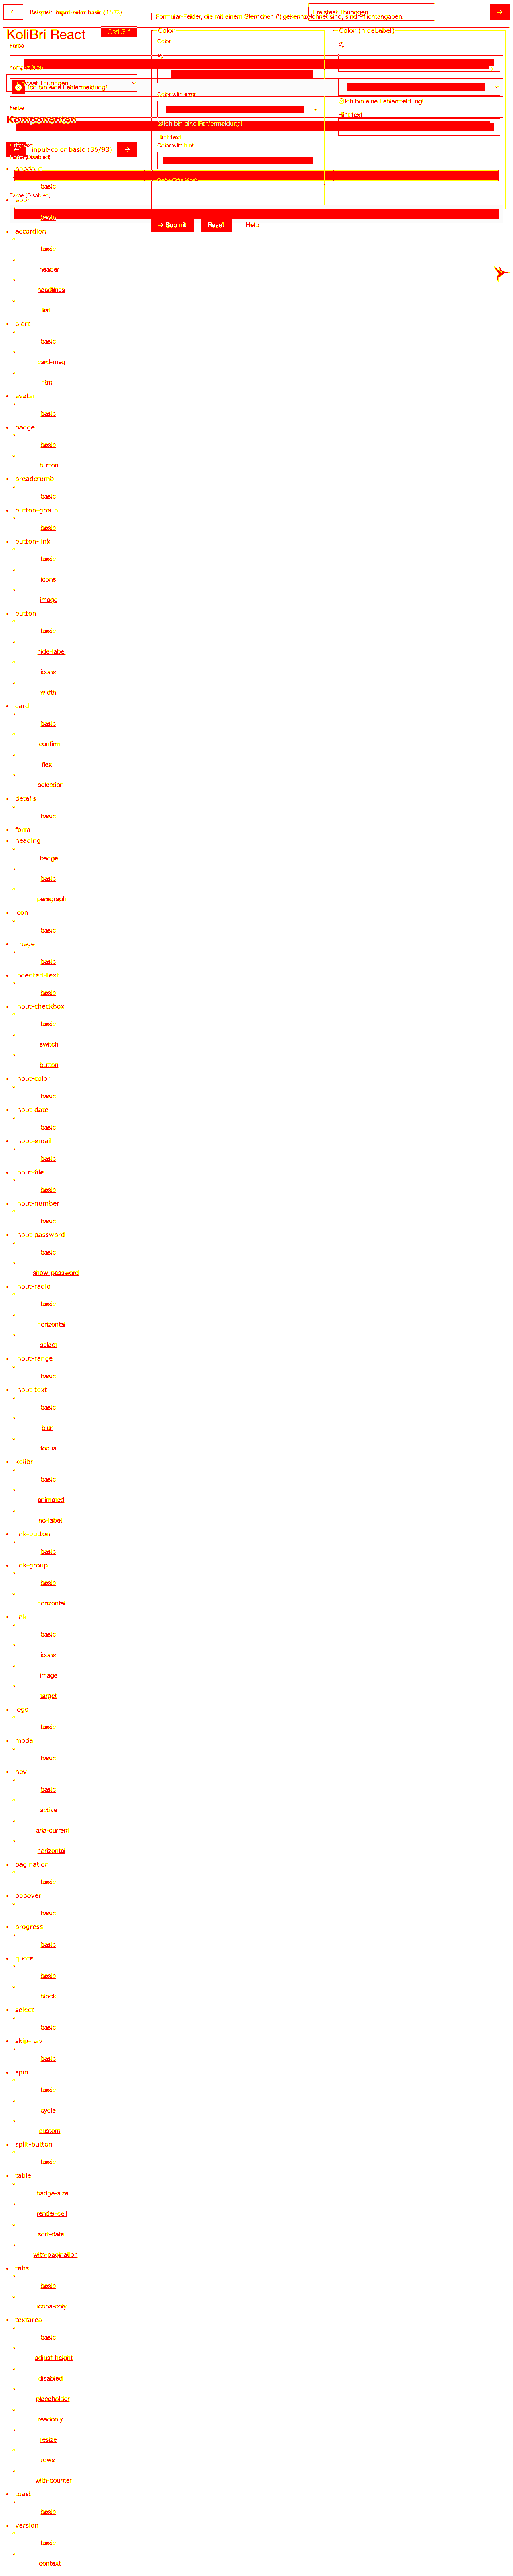 Beispiel: input-color basic
Formular-Felder, die mit einem Sternchen (*) gekennzeichnet sind, sind Pflichtangaben.
Freistaat Thüringen
KoliBri React
v1.7.1
Farbe
Freistaat Thüringen
Ich bin eine Fehlermeldung!
Farbe
Komponenten
input-color basic (36/93)
Color
Color
Color with error
Ich bin eine Fehlermeldung!
Hint text
Color with hint
Color (hideLabel)
Ich bin eine Fehlermeldung!
Hint text
Submit
Reset
Help
Farbe (Disabled)
basic
abbr
basic
accordion
basic
header
headlines
list
alert
basic
card-msg
html
avatar
basic
badge
basic
button
breadcrumb
basic
button-group
basic
button-link
basic
icons
image
button
basic
hide-label
icons
width
card
basic
confirm
flex
selection
details
basic
form
heading
badge
basic
paragraph
icon
basic
image
basic
indented-text
basic
input-checkbox
basic
switch
button
input-color
basic
input-date
basic
input-email
basic
input-file
basic
input-number
basic
input-password
basic
show-password
input-radio
basic
horizontal
select
input-range
basic
input-text
basic
blur
focus
kolibri
basic
animated
no-label
link-button
basic
link-group
basic
horizontal
link
basic
icons
image
target
logo
basic
modal
basic
nav
basic
active
aria-current
horizontal
pagination
basic
popover
basic
progress
basic
quote
basic
block
select
basic
skip-nav
basic
spin
basic
cycle
custom
split-button
basic
table
badge-size
render-cell
sort-data
with-pagination
tabs
basic
icons-only
textarea
basic
adjust-height
disabled
placeholder
readonly
resize
rows
with-counter
toast
basic
version
basic
context